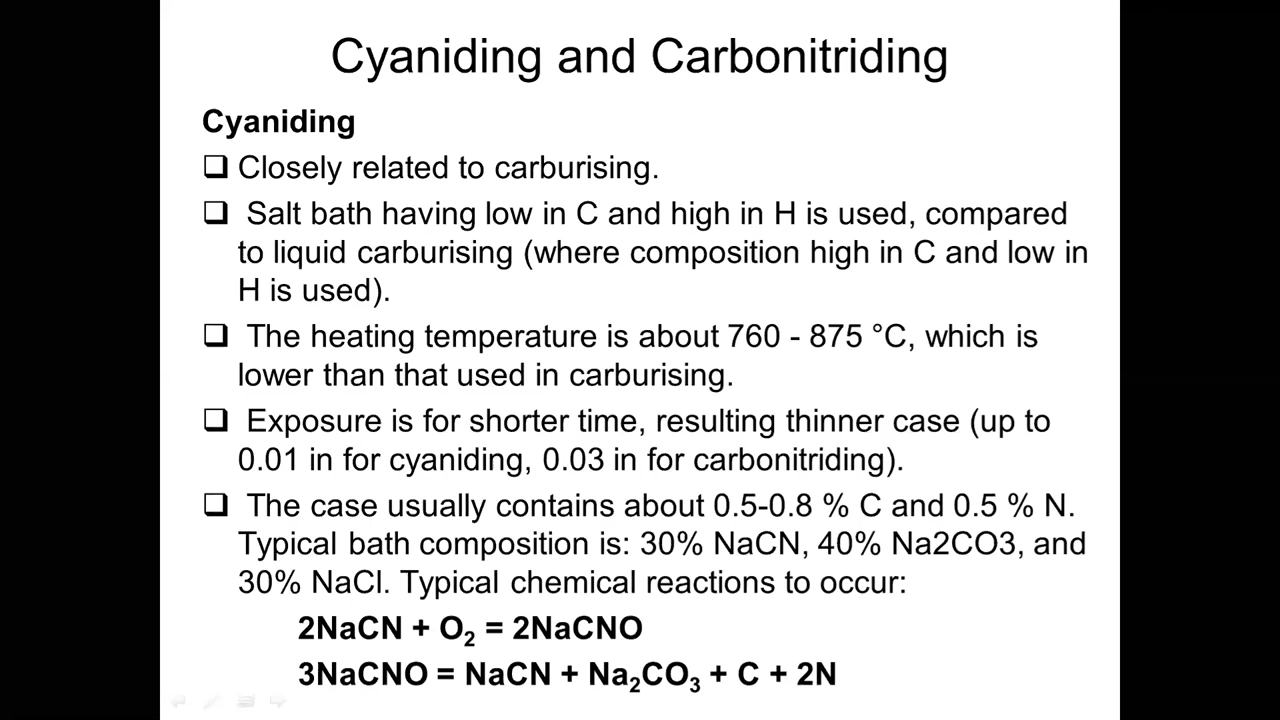 Cyaniding and Carbonitriding
Cyaniding
❑ Closely related to carburising.
❑ Salt bath having low in C and high in H is used, compared
to liquid carburising (where composition high in C and low in
H is used).
❑ The heating temperature is about 760 - 875 °C, which is
lower than that used in carburising.
❑ Exposure is for shorter time, resulting thinner case (up to
0.01 in for cyaniding, 0.03 in for carbonitriding).
❑ The case usually contains about 0.5-0.8 % C and 0.5 % N.
Typical bath composition is: 30% NaCN, 40% Na2CO3, and
30% NaCl. Typical chemical reactions to occur:
2NaCN + O₂ = 2NaCNO
3NaCNO = NaCN + Na₂CO₃ + C + 2N